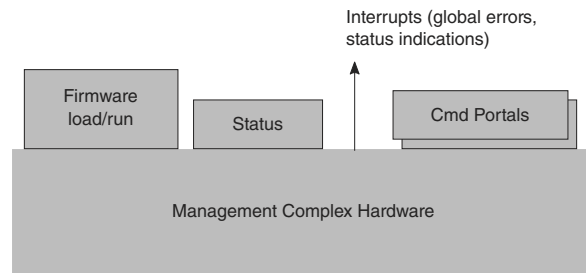 Interrupts (global errors,
status indications)
Firmware
load/run
Status
Cmd Portals
Management Complex Hardware